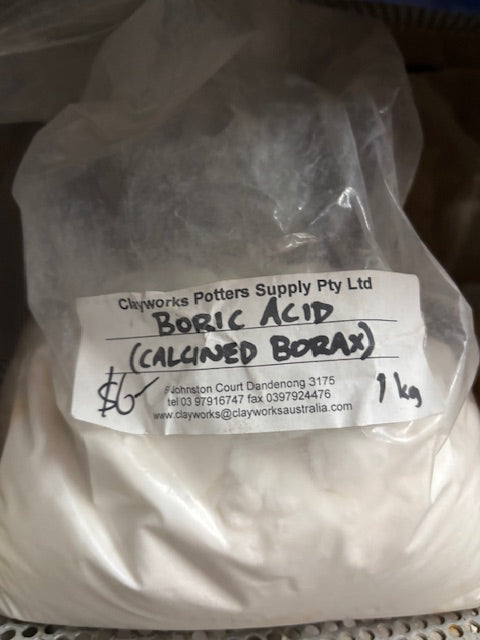 Clayworks Potters Supply Pty Ltd
BORIC ACID
(CALCINED BORAX)
6 Johnston Court Dandenong 3175
$6- tel 03 97916747 fax 0397924476 1 kg
www.clayworks@clayworksaustralia.com